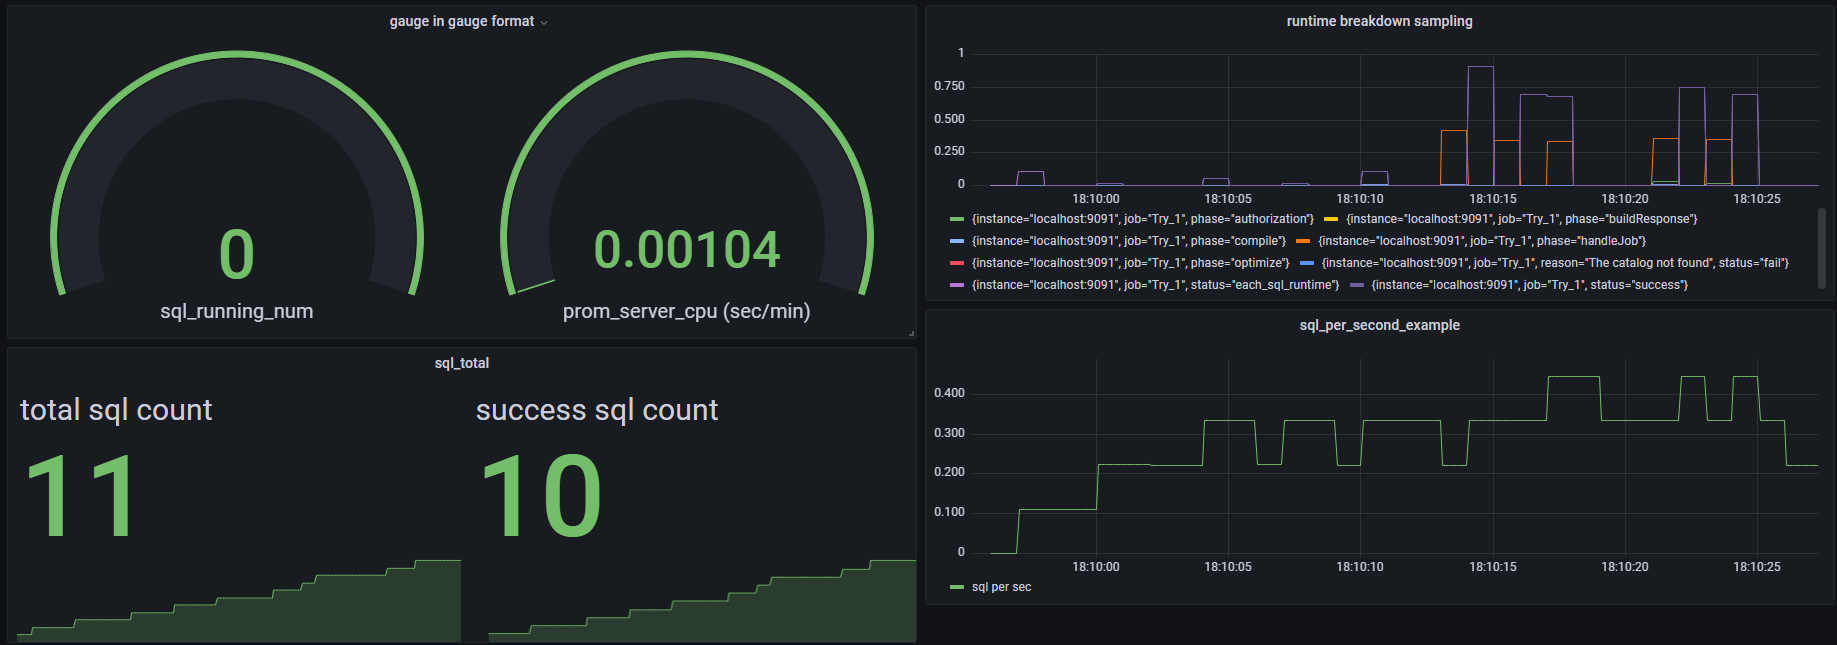 gauge in gauge format
0
sql_running_num
0.00104
prom_server_cpu (sec/min)
sql_total
total sql count
11
success sql count
10
runtime breakdown sampling
1
0.750
0.500
0.250
0
18:10:00 18:10:05 18:10:10 18:10:15 18:10:20 18:10:25
{instance="localhost:9091", job="Try_1", phase="authorization"} {instance="localhost:9091", job="Try_1", phase="buildResponse"}
{instance="localhost:9091", job="Try_1", phase="compile"} {instance="localhost:9091", job="Try_1", phase="handleJob"}
{instance="localhost:9091", job="Try_1", phase="optimize"} {instance="localhost:9091", job="Try_1", reason="The catalog not found", status="fail"}
{instance="localhost:9091", job="Try_1", status="each_sql_runtime"} {instance="localhost:9091", job="Try_1", status="success"}
sql_per_second_example
0.400
0.300
0.200
0.100
0
18:10:00 18:10:05 18:10:10 18:10:15 18:10:20 18:10:25
sql per sec